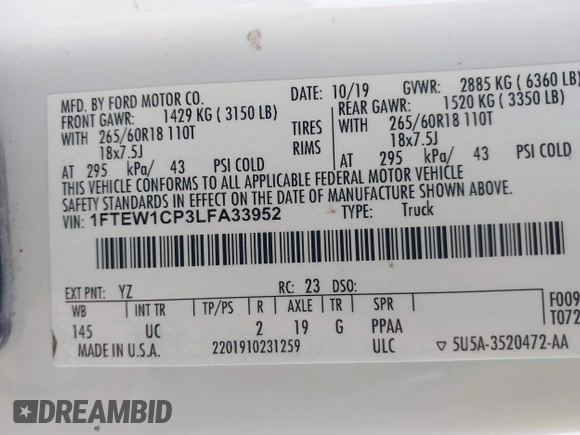 MFD. BY FORD MOTOR CO.
DATE: 10/19 GVWR: 2885 KG ( 6360 LB)
FRONT GAWR: 1429 KG ( 3150 LB) REAR GAWR: 1520 KG ( 3350 LB)
WITH 265/60R18 110T TIRES WITH 265/60R18 110T
18x7.5J RIMS 18x7.5J
AT 295 kPa/ 43 PSI COLD AT 295 kPa/ 43 PSI COLD
THIS VEHICLE CONFORMS TO ALL APPLICABLE FEDERAL MOTOR VEHICLE
SAFETY STANDARDS IN EFFECT ON THE DATE OF MANUFACTURE SHOWN ABOVE.
VIN: 1FTEW1CP3LFA33952 TYPE: Truck
EXT PNT: YZ RC: 23 DSO:
WB INT TR TP/PS R AXLE TR SPR F009
145 UC 2 19 G PPAA T072
MADE IN U.S.A. 2201910231259 ULC ▽ 5U5A-3520472-AA
DREAMBID